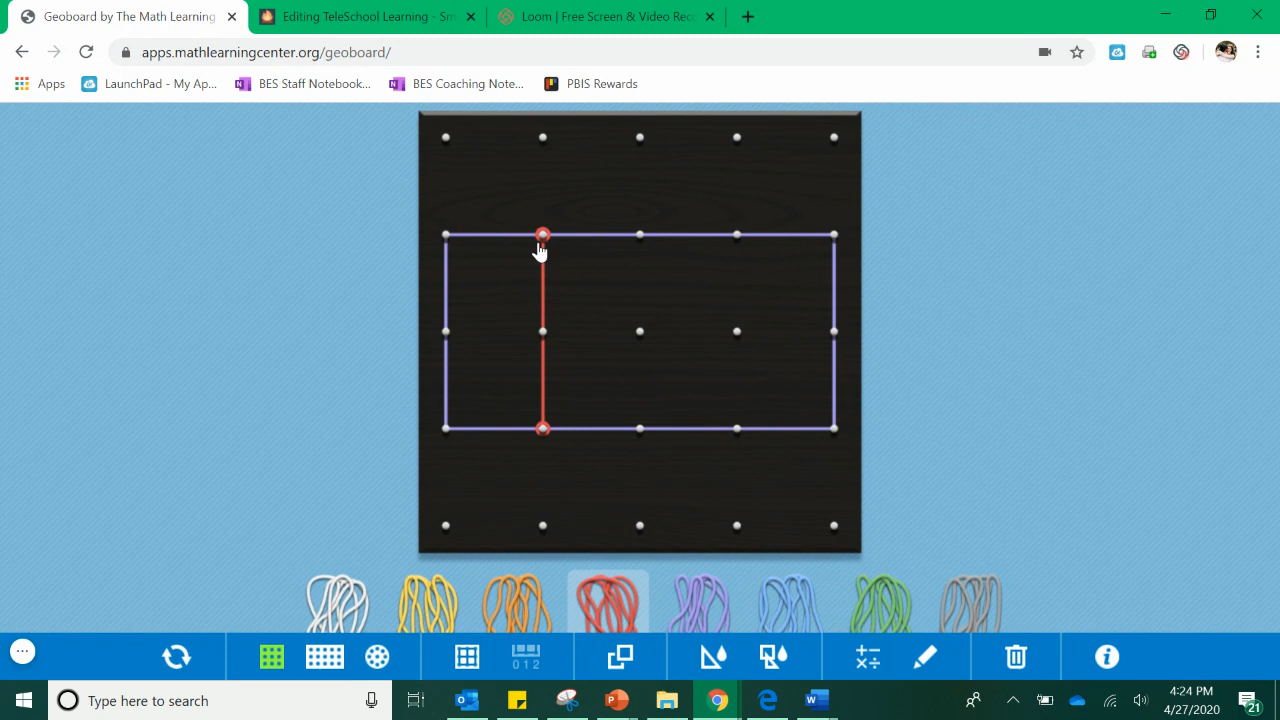 Geoboard by The Math Learning
Editing TeleSchool Learning - Sm
Loom | Free Screen & Video Rec
apps.mathlearningcenter.org/geoboard/
Apps
LaunchPad - My Ap...
BES Staff Notebook...
BES Coaching Note...
PBIS Rewards
0 1 2
Type here to search
4:24 PM
4/27/2020
21